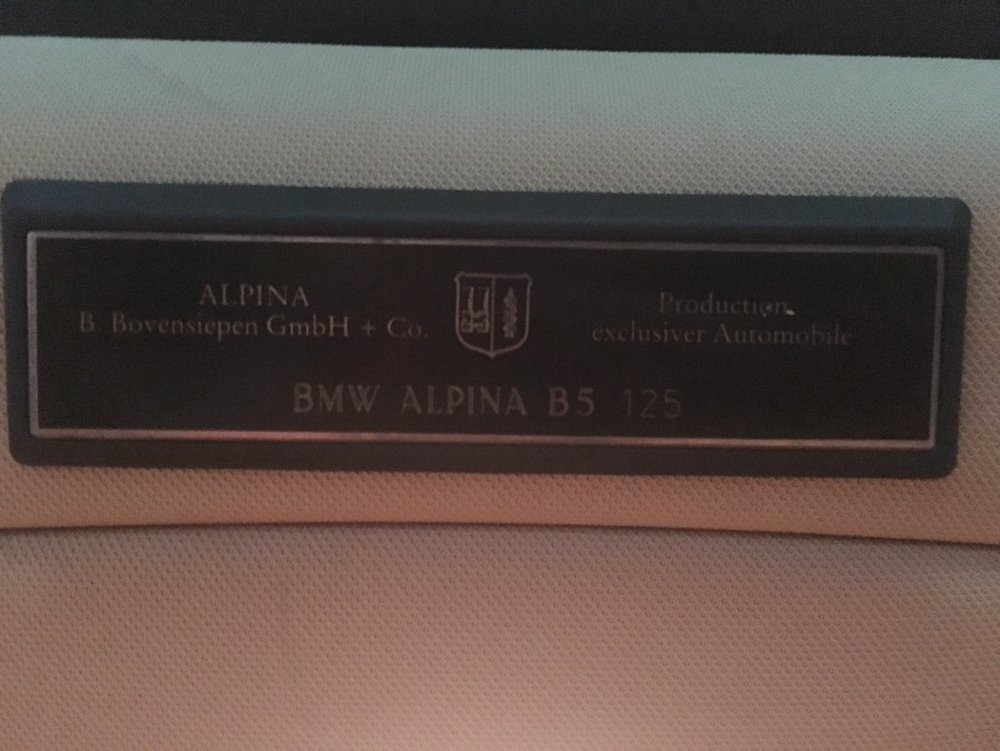 ALPINA
B. Bovensiepen GmbH + Co.
Production
exclusiver Automobile
BMW ALPINA B5 125